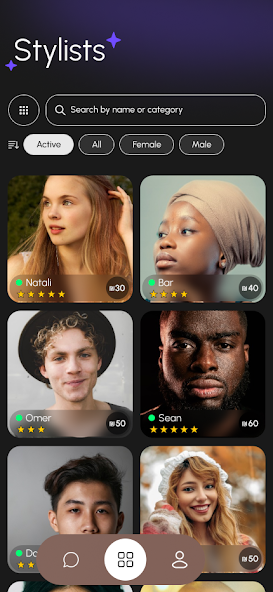 Stylists
Search by name or category
Active All Female Male
Natali ₪30
Bar ₪40
Omer ₪50
Sean ₪60
₪50